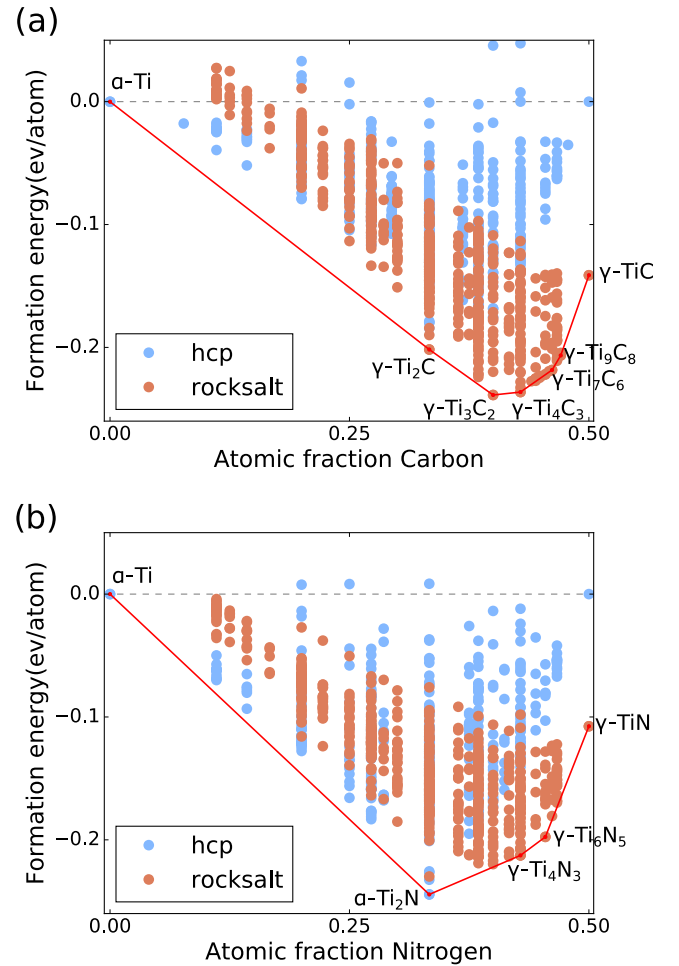 (a)
Formation energy(ev/atom)
0.0
−0.1
−0.2
α-Ti
γ-TiC
γ-Ti₉C₈
γ-Ti₇C₆
γ-Ti₂C
γ-Ti₃C₂
γ-Ti₄C₃
hcp
rocksalt
0.00
0.25
0.50
Atomic fraction Carbon
(b)
Formation energy(ev/atom)
0.0
−0.1
−0.2
α-Ti
γ-TiN
γ-Ti₆N₅
γ-Ti₄N₃
α-Ti₂N
hcp
rocksalt
0.00
0.25
0.50
Atomic fraction Nitrogen